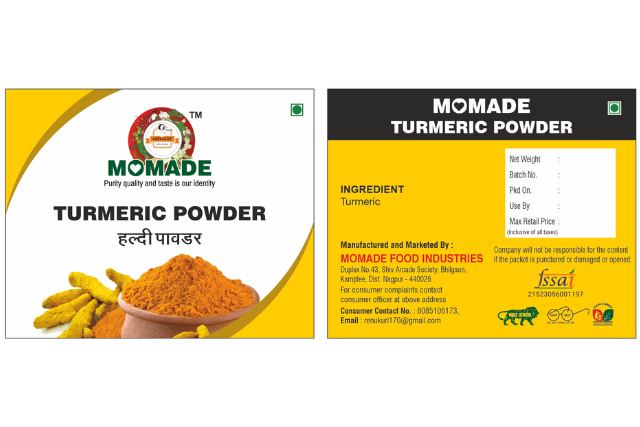 TM
MOMADE
Purity quality and taste is our identity
TURMERIC POWDER
हल्दी पावडर
MOMADE
TURMERIC POWDER
INGREDIENT
Turmeric
Net Weight :
Batch No. :
Pkd On. :
Use By :
Max Retail Price :
(Inclusive of all taxes)
Manufactured and Marketed By :
MOMADE FOOD INDUSTRIES
Duplex No.43, Shiv Arcade Society, Bhilgaon,
Kamptee, Dist. Nagpur - 440026
For consumer complaints contact
consumer officer at above address
Consumer Contact No. : 8085106173,
Email : renukuri170@gmail.com
Company will not be responsible for the content
if the packet is punctured or damaged or opened.
fssai
21523056001197